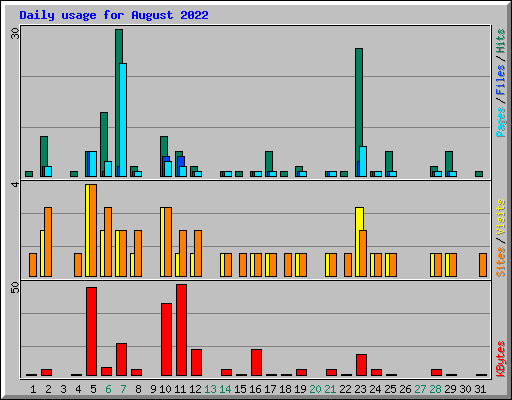 Daily usage for August 2022
30
Pages / Files / Hits
4
Sites / Visits
50
KBytes
1 2 3 4 5 6 7 8 9 10 11 12 13 14 15 16 17 18 19 20 21 22 23 24 25 26 27 28 29 30 31